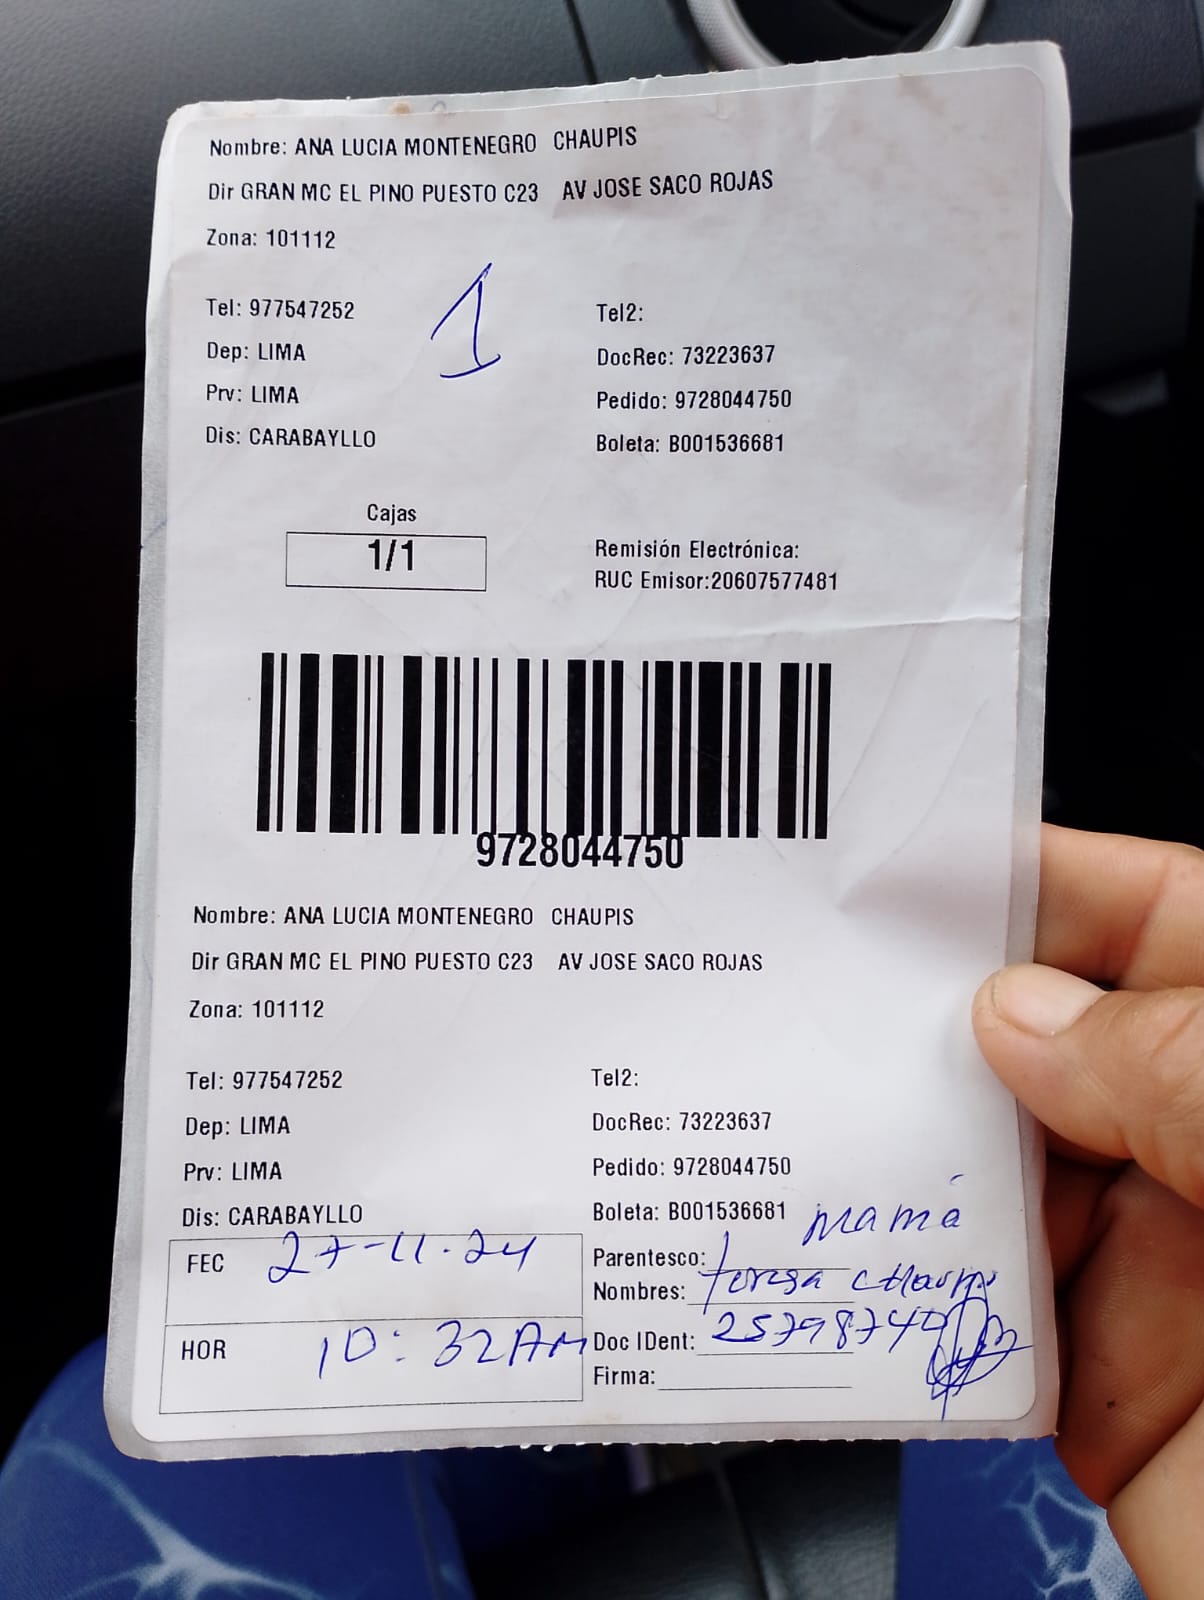 Nombre: ANA LUCIA MONTENEGRO CHAUPIS
Dir GRAN MC EL PINO PUESTO C23 AV JOSE SACO ROJAS
Zona: 101112
1
Tel: 977547252 Tel2:
Dep: LIMA DocRec: 73223637
Prv: LIMA Pedido: 9728044750
Dis: CARABAYLLO Boleta: B001536681
Cajas
1/1
Remisión Electrónica:
RUC Emisor:20607577481
9728044750
Nombre: ANA LUCIA MONTENEGRO CHAUPIS
Dir GRAN MC EL PINO PUESTO C23 AV JOSE SACO ROJAS
Zona: 101112
Tel: 977547252 Tel2:
Dep: LIMA DocRec: 73223637
Prv: LIMA Pedido: 9728044750
Dis: CARABAYLLO Boleta: B001536681
FEC 27-11-24
HOR 10:32AM
Parentesco: mamá
Nombres: Teresa Chaupis
Doc IDent: 25798740
Firma: